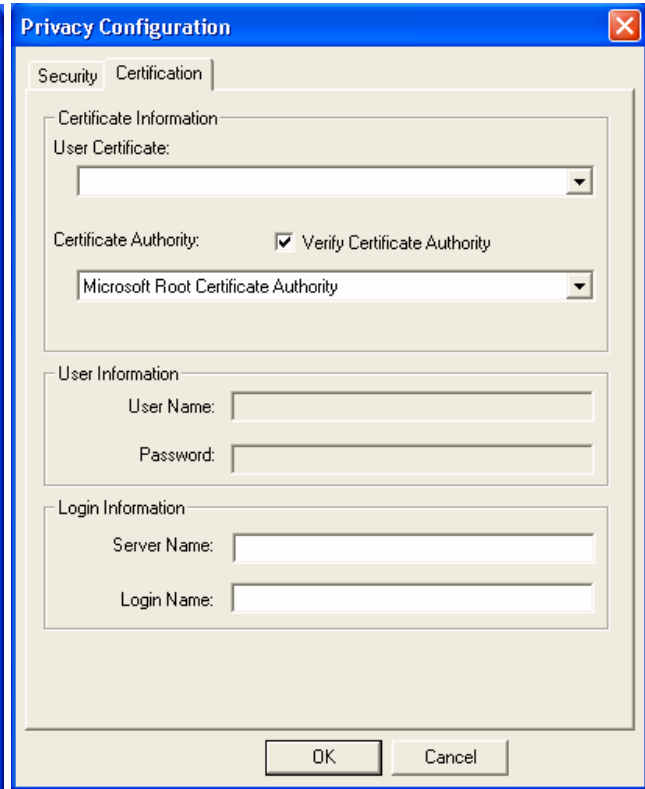 Privacy Configuration
Security Certification
Certificate Information
User Certificate:
Certificate Authority: Verify Certificate Authority
Microsoft Root Certificate Authority
User Information
User Name:
Password:
Login Information
Server Name:
Login Name:
OK Cancel